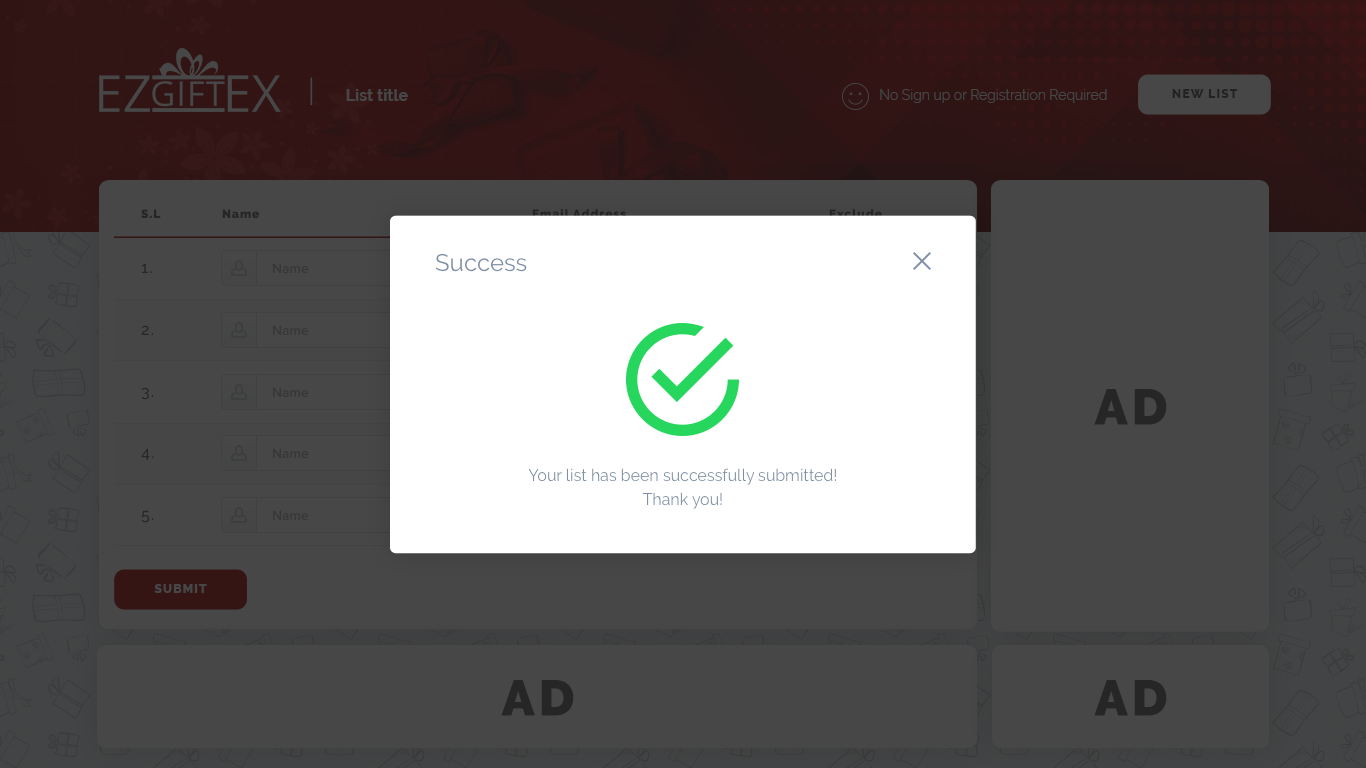 EZGIFTEX
List title
No Sign up or Registration Required
NEW LIST
S.L Name Email Address Exclude
1. Name
2. Name
3. Name
4. Name
5. Name
SUBMIT
Success
Your list has been successfully submitted!
Thank you!
AD
AD
AD